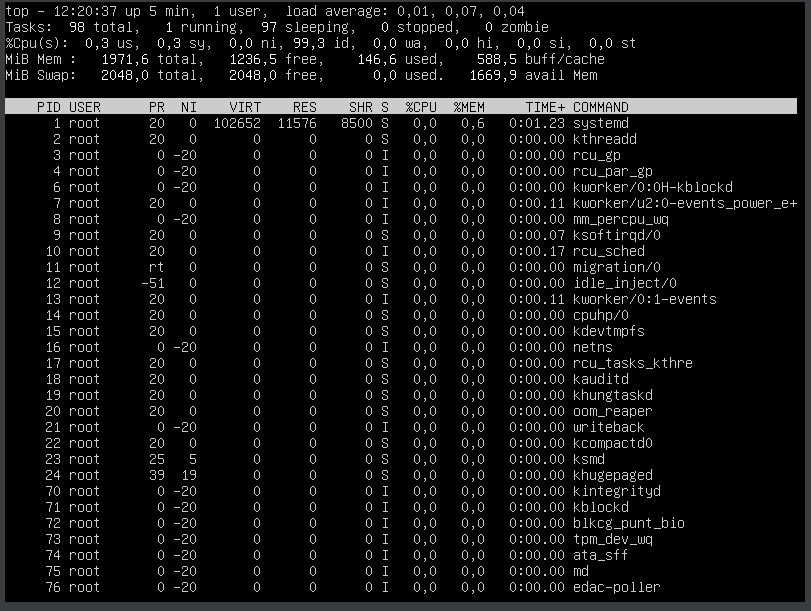 top - 12:20:37 up 5 min,  1 user,  load average: 0,01, 0,07, 0,04
Tasks:  98 total,   1 running,  97 sleeping,   0 stopped,   0 zombie
%Cpu(s):  0,3 us,  0,3 sy,  0,0 ni, 99,3 id,  0,0 wa,  0,0 hi,  0,0 si,  0,0 st
MiB Mem :   1971,6 total,   1236,5 free,    146,6 used,    588,5 buff/cache
MiB Swap:   2048,0 total,   2048,0 free,      0,0 used.   1669,9 avail Mem
PID USER      PR  NI    VIRT    RES    SHR S  %CPU  %MEM     TIME+ COMMAND
1 root      20   0  102652  11576   8500 S   0,0   0,6   0:01.23 systemd
2 root      20   0       0      0      0 S   0,0   0,0   0:00.00 kthreadd
3 root       0 -20       0      0      0 I   0,0   0,0   0:00.00 rcu_gp
4 root       0 -20       0      0      0 I   0,0   0,0   0:00.00 rcu_par_gp
6 root       0 -20       0      0      0 I   0,0   0,0   0:00.00 kworker/0:0H-kblockd
7 root      20   0       0      0      0 I   0,0   0,0   0:00.11 kworker/u2:0-events_power_e+
8 root       0 -20       0      0      0 I   0,0   0,0   0:00.00 mm_percpu_wq
9 root      20   0       0      0      0 S   0,0   0,0   0:00.07 ksoftirqd/0
10 root      20   0       0      0      0 I   0,0   0,0   0:00.17 rcu_sched
11 root      rt   0       0      0      0 S   0,0   0,0   0:00.00 migration/0
12 root     -51   0       0      0      0 S   0,0   0,0   0:00.00 idle_inject/0
13 root      20   0       0      0      0 I   0,0   0,0   0:00.11 kworker/0:1-events
14 root      20   0       0      0      0 S   0,0   0,0   0:00.00 cpuhp/0
15 root      20   0       0      0      0 S   0,0   0,0   0:00.00 kdevtmpfs
16 root       0 -20       0      0      0 I   0,0   0,0   0:00.00 netns
17 root      20   0       0      0      0 S   0,0   0,0   0:00.00 rcu_tasks_kthre
18 root      20   0       0      0      0 S   0,0   0,0   0:00.00 kauditd
19 root      20   0       0      0      0 S   0,0   0,0   0:00.00 khungtaskd
20 root      20   0       0      0      0 S   0,0   0,0   0:00.00 oom_reaper
21 root       0 -20       0      0      0 I   0,0   0,0   0:00.00 writeback
22 root      20   0       0      0      0 S   0,0   0,0   0:00.00 kcompactd0
23 root      25   5       0      0      0 S   0,0   0,0   0:00.00 ksmd
24 root      39  19       0      0      0 S   0,0   0,0   0:00.00 khugepaged
70 root       0 -20       0      0      0 I   0,0   0,0   0:00.00 kintegrityd
71 root       0 -20       0      0      0 I   0,0   0,0   0:00.00 kblockd
72 root       0 -20       0      0      0 I   0,0   0,0   0:00.00 blkcg_punt_bio
73 root       0 -20       0      0      0 I   0,0   0,0   0:00.00 tpm_dev_wq
74 root       0 -20       0      0      0 I   0,0   0,0   0:00.00 ata_sff
75 root       0 -20       0      0      0 I   0,0   0,0   0:00.00 md
76 root       0 -20       0      0      0 I   0,0   0,0   0:00.00 edac-poller